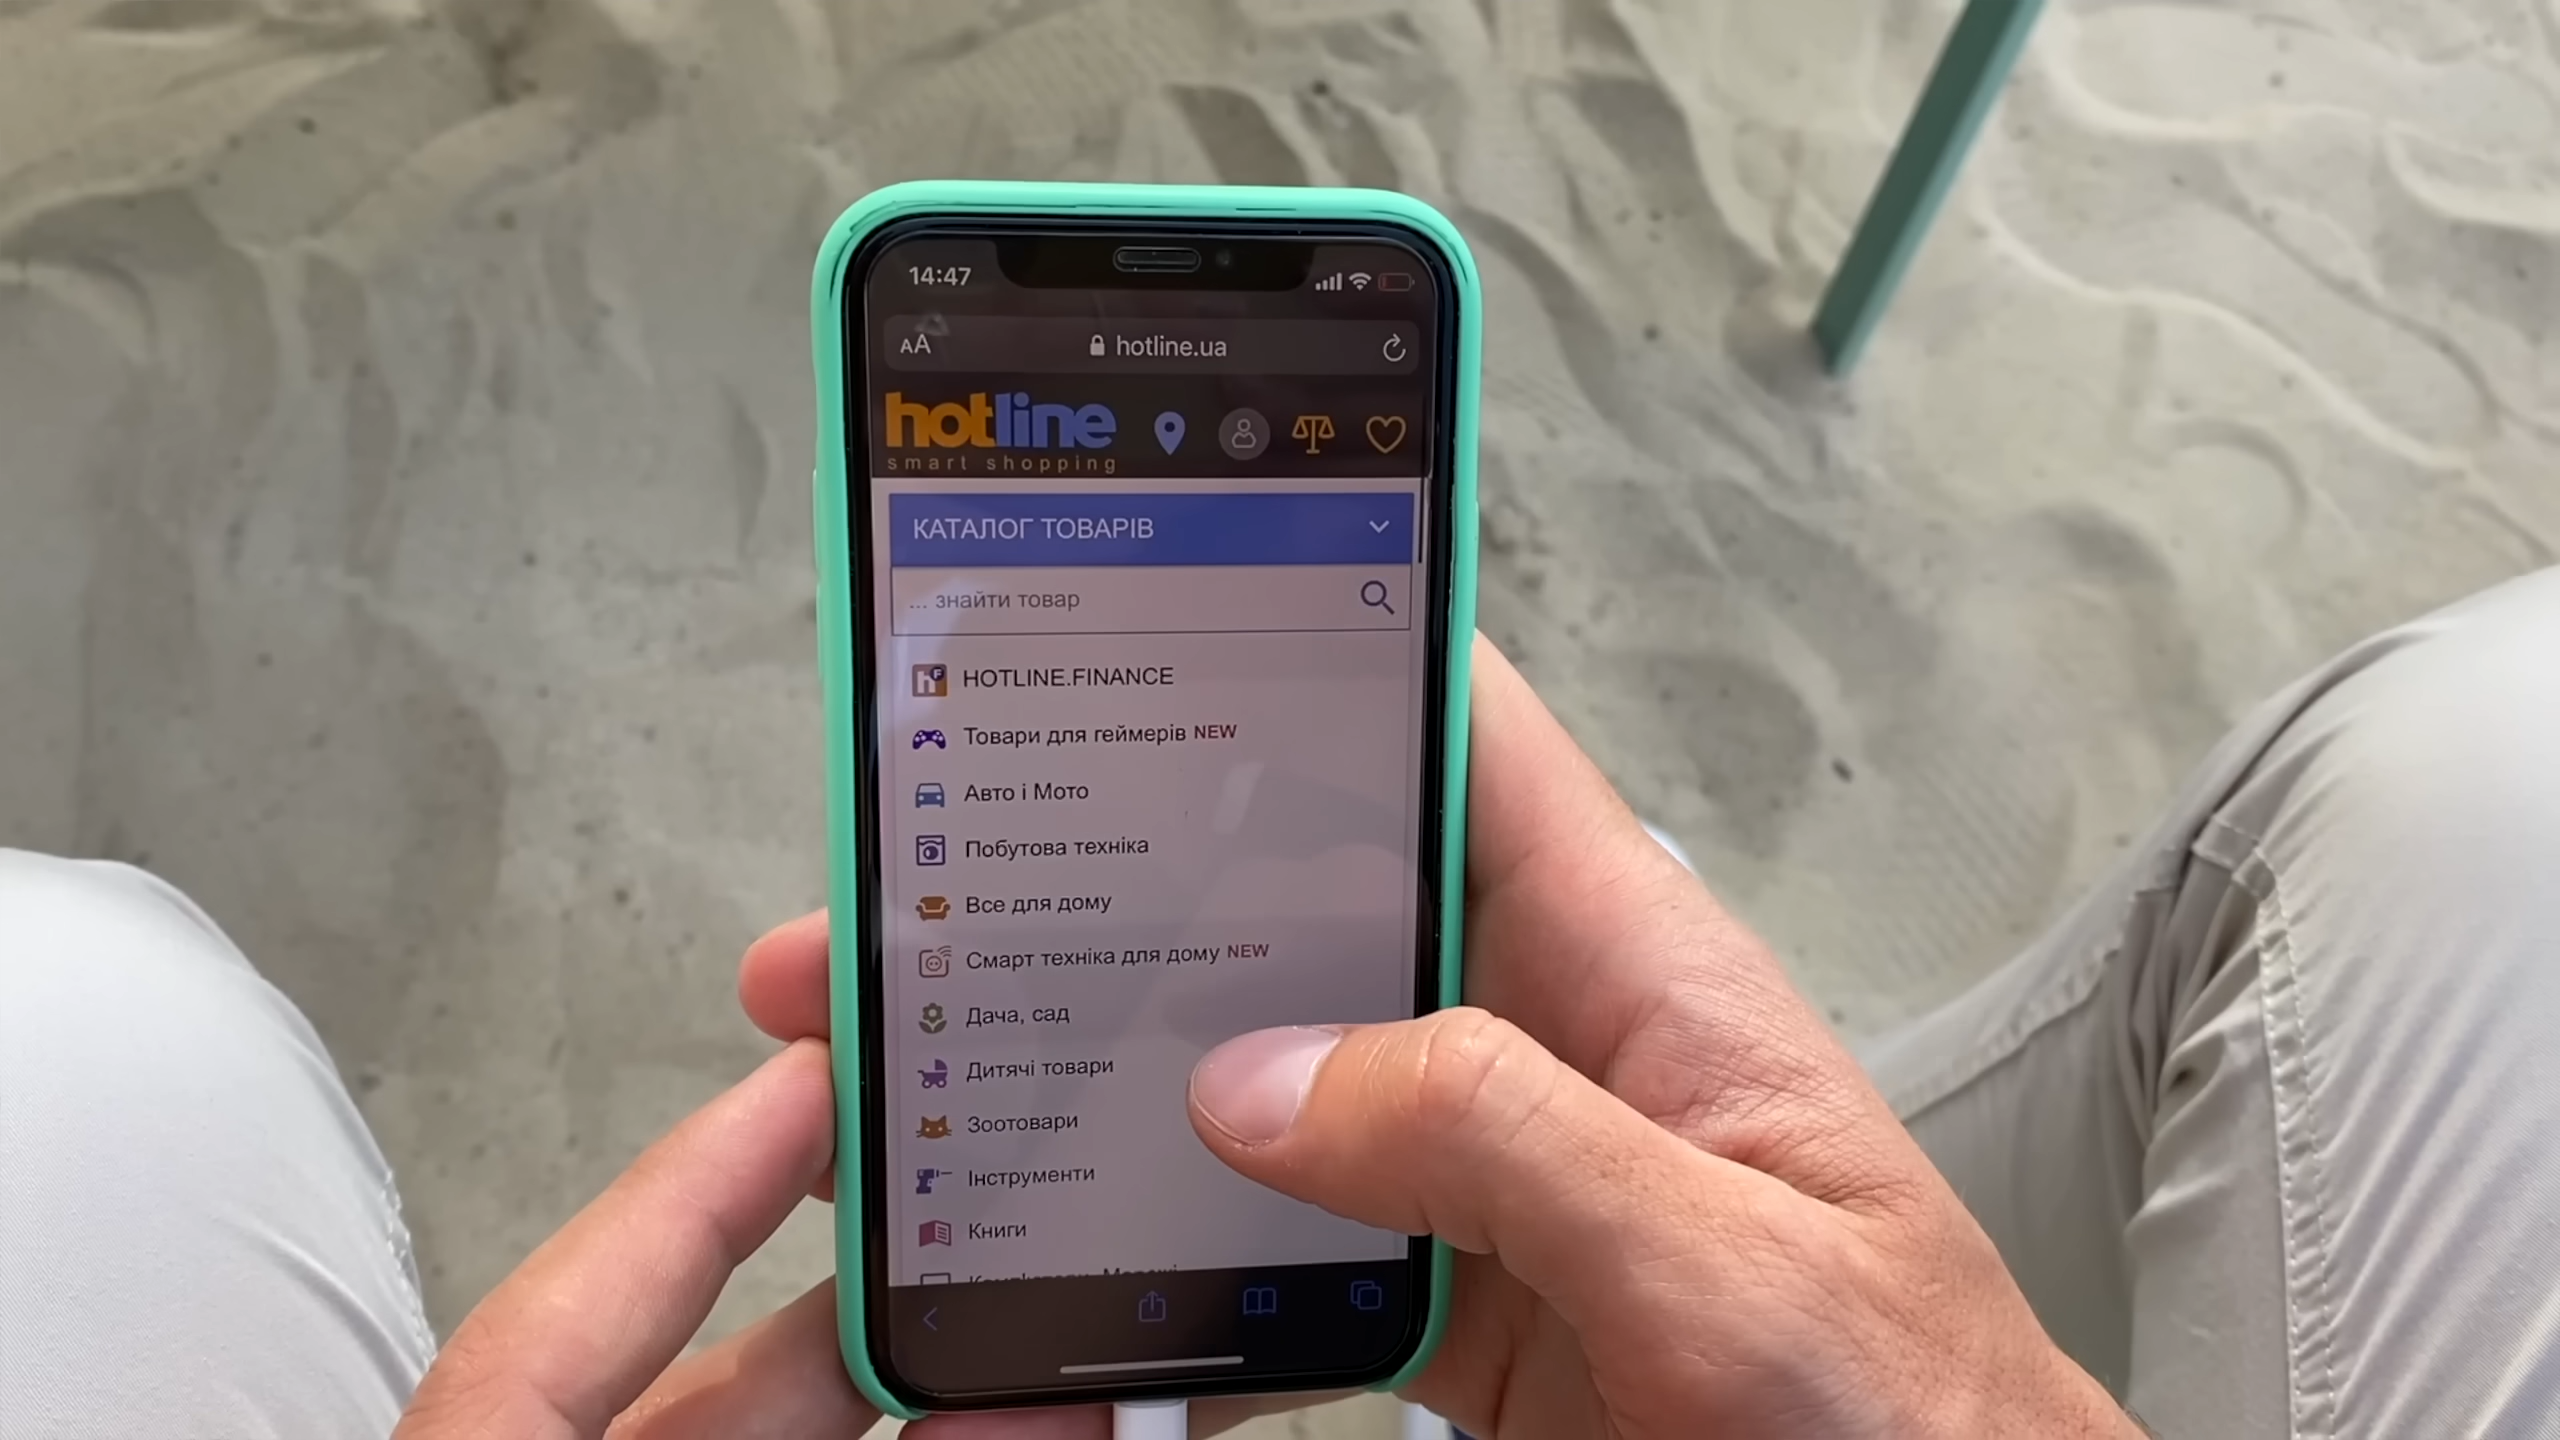 14:47
AA hotline.ua
hotline
smart shopping
КАТАЛОГ ТОВАРІВ
... знайти товар
HOTLINE.FINANCE
Товари для геймерів NEW
Авто і Мото
Побутова техніка
Все для дому
Смарт техніка для дому NEW
Дача, сад
Дитячі товари
Зоотовари
Інструменти
Книги